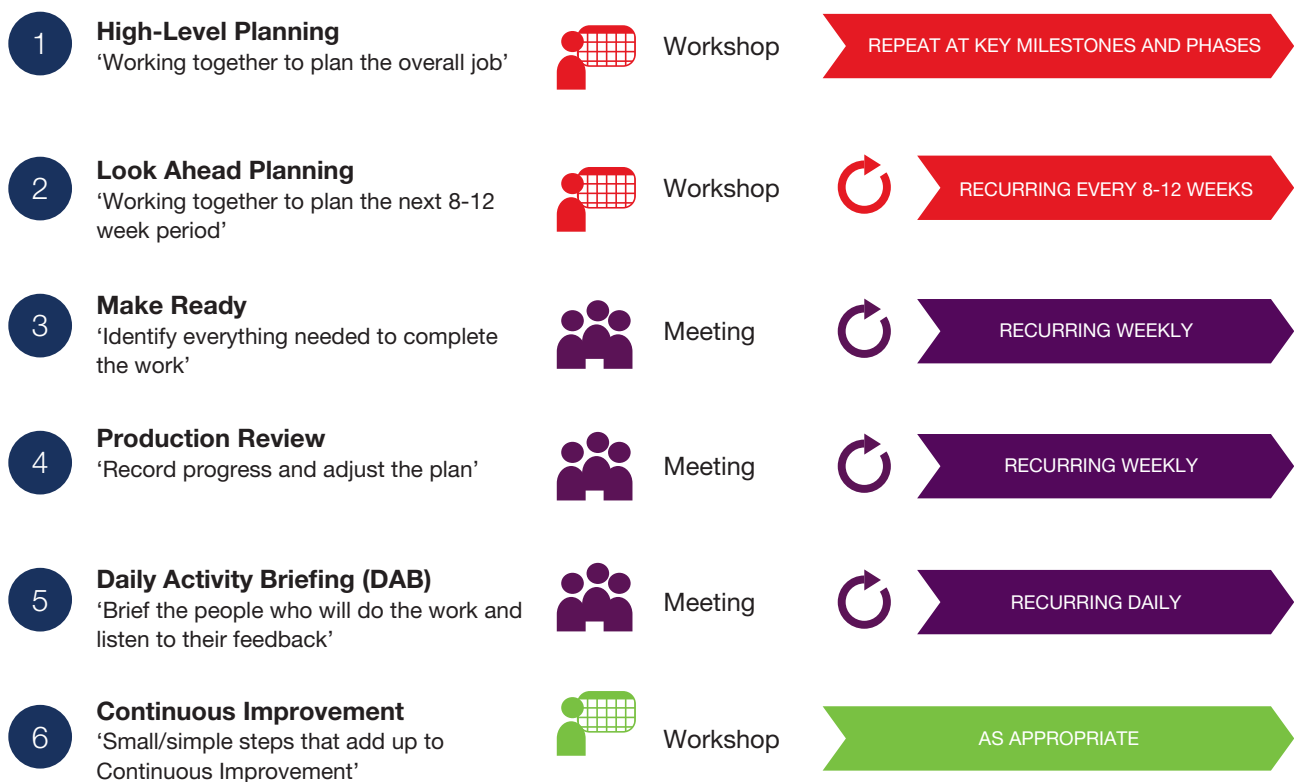 1
High-Level Planning
‘Working together to plan the overall job’
Workshop
REPEAT AT KEY MILESTONES AND PHASES
2
Look Ahead Planning
‘Working together to plan the next 8-12
week period’
Workshop
RECURRING EVERY 8-12 WEEKS
3
Make Ready
‘Identify everything needed to complete
the work’
Meeting
RECURRING WEEKLY
4
Production Review
‘Record progress and adjust the plan’
Meeting
RECURRING WEEKLY
5
Daily Activity Briefing (DAB)
‘Brief the people who will do the work and
listen to their feedback’
Meeting
RECURRING DAILY
6
Continuous Improvement
‘Small/simple steps that add up to
Continuous Improvement’
Workshop
AS APPROPRIATE